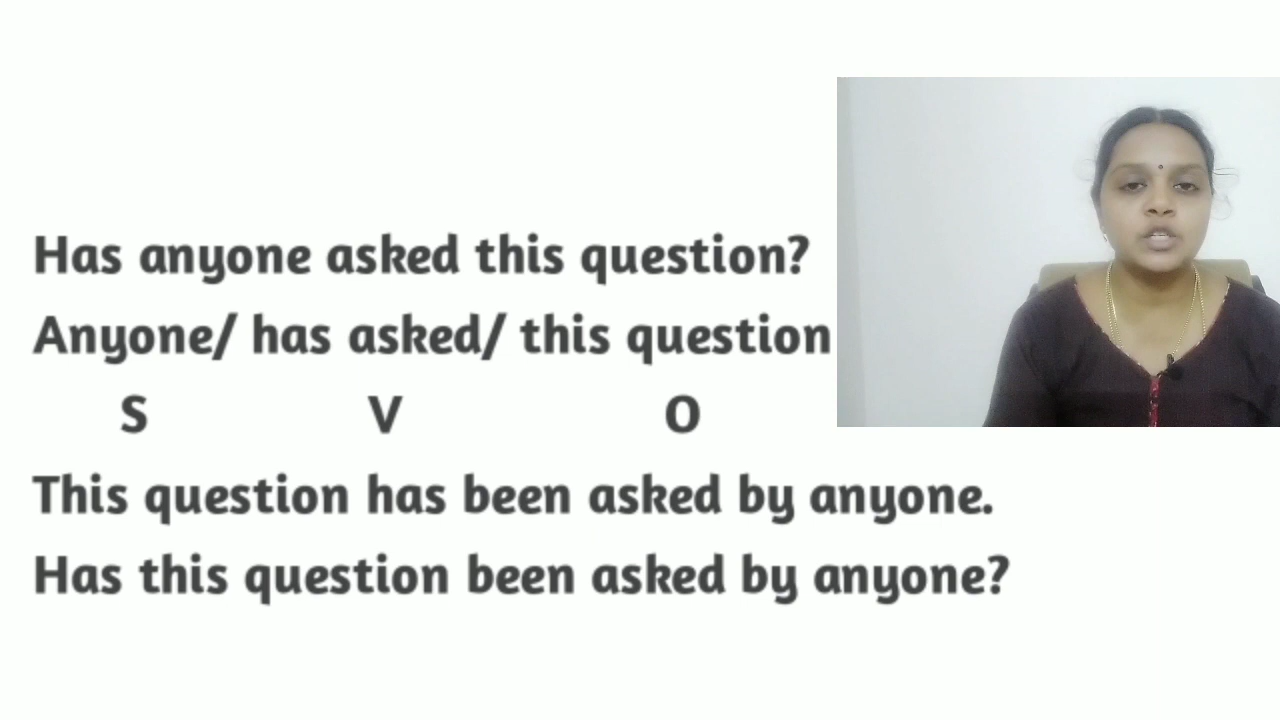 Has anyone asked this question?
Anyone/ has asked/ this question
S V O
This question has been asked by anyone.
Has this question been asked by anyone?